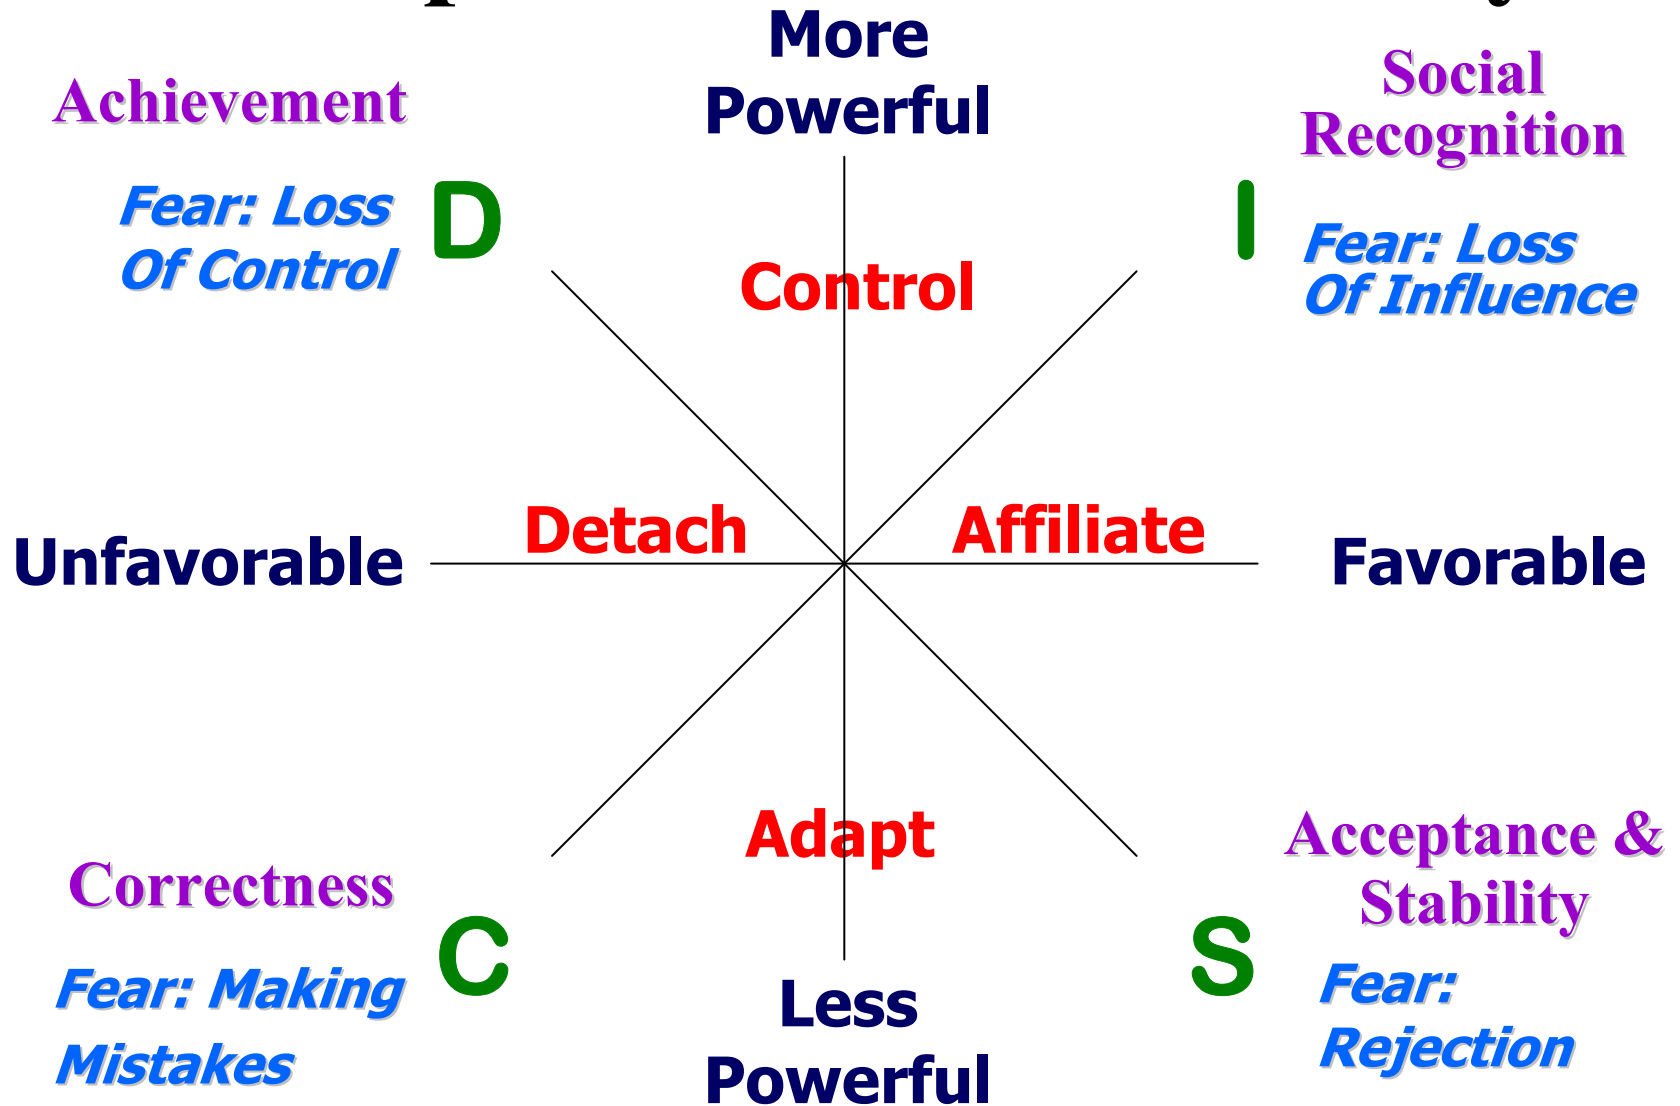 More
Powerful
Achievement
Social
Recognition
Fear: Loss
Of Control
D
I
Fear: Loss
Of Influence
Control
Detach
Affiliate
Unfavorable
Favorable
Adapt
Correctness
Acceptance &
Stability
C
S
Fear: Making
Mistakes
Less
Powerful
Fear:
Rejection